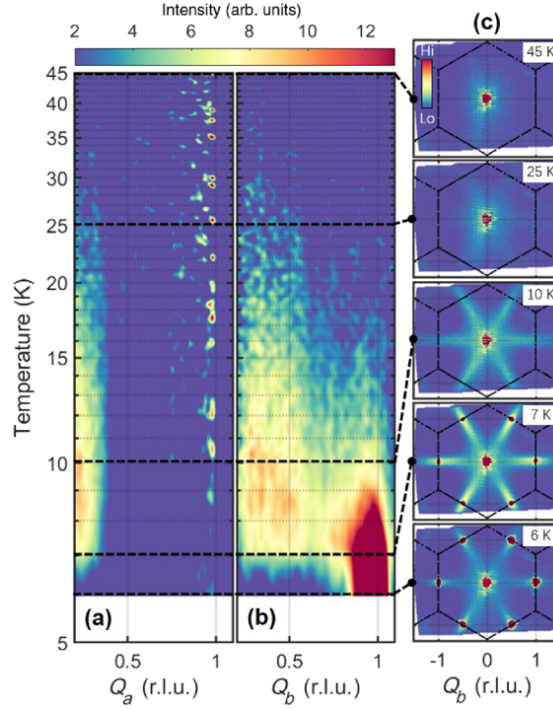 Intensity (arb. units)
2 4 6 8 10 12
(c)
45
40
35
30
25
20
15
10
5
Temperature (K)
(a)
(b)
0.5 1
0.5 1
Q_a (r.l.u.)
Q_b (r.l.u.)
Hi
Lo
45 K
25 K
10 K
7 K
6 K
-1 0 1
Q_b (r.l.u.)